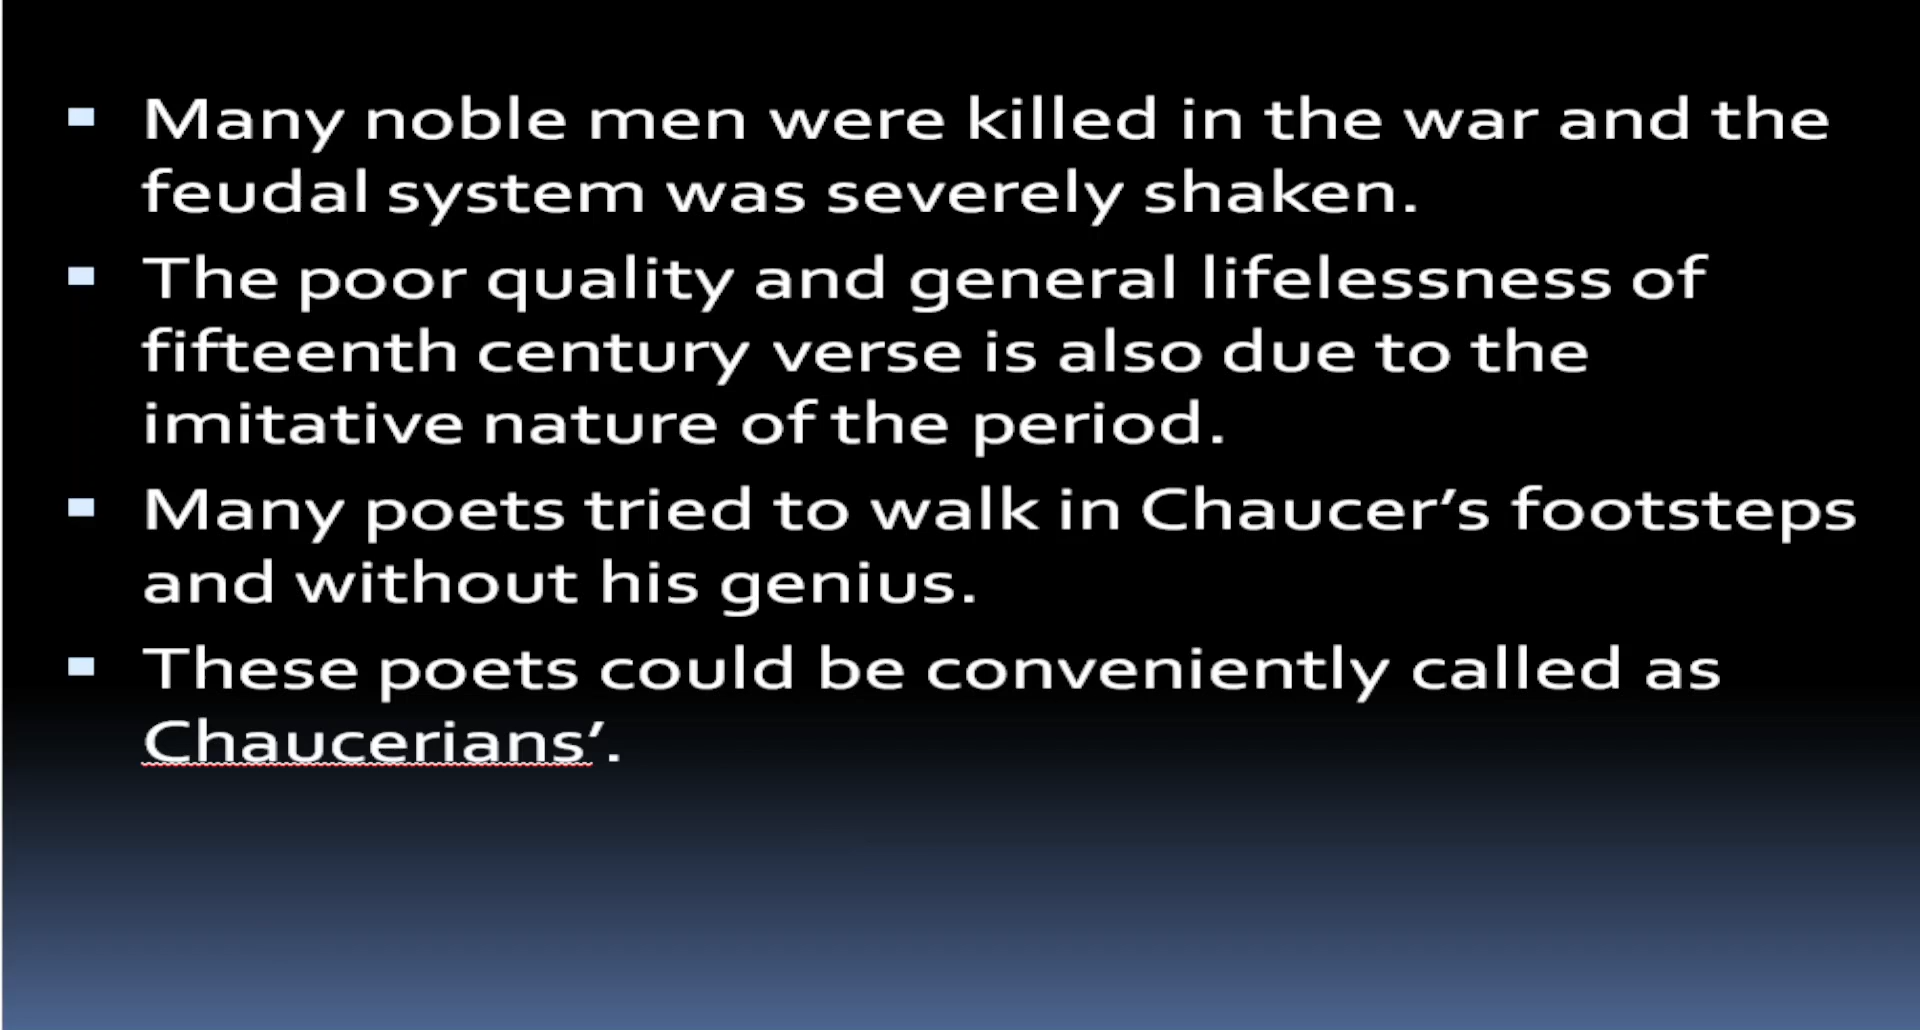 Many noble men were killed in the war and the
feudal system was severely shaken.
The poor quality and general lifelessness of
fifteenth century verse is also due to the
imitative nature of the period.
Many poets tried to walk in Chaucer’s footsteps
and without his genius.
These poets could be conveniently called as
Chaucerians’.